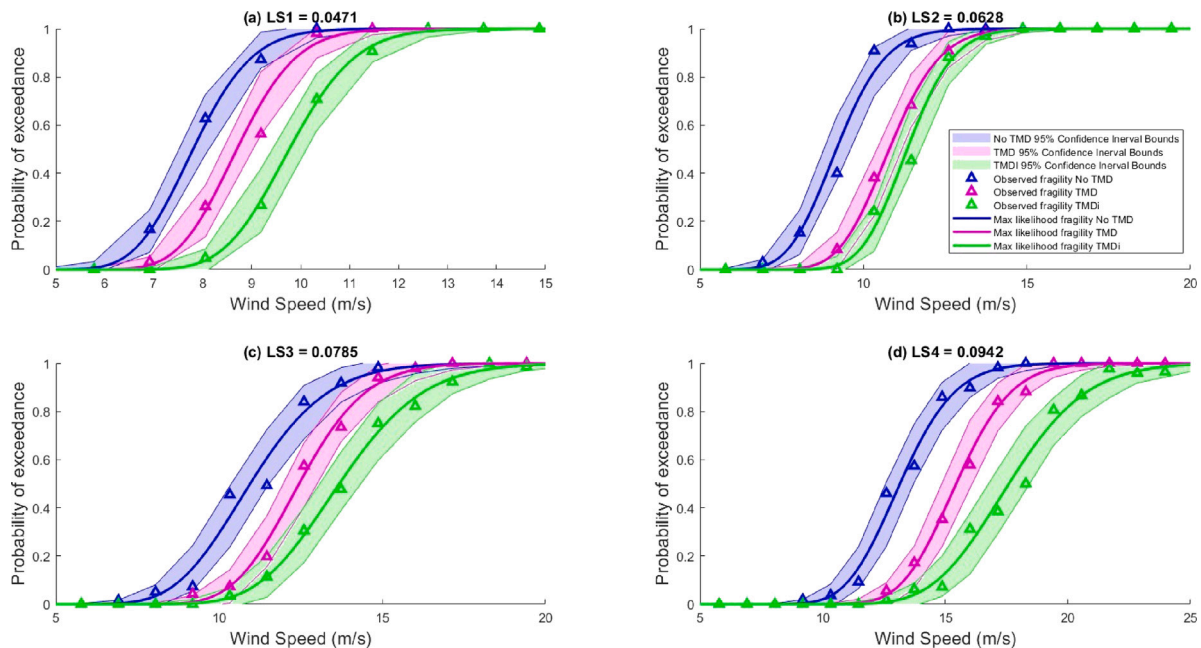 (a) LS1 = 0.0471
Probability of exceedance
1
0.8
0.6
0.4
0.2
0
5 6 7 8 9 10 11 12 13 14 15
Wind Speed (m/s)
(b) LS2 = 0.0628
Probability of exceedance
1
0.8
0.6
0.4
0.2
0
5 10 15 20
Wind Speed (m/s)
No TMD 95% Confidence Inerval Bounds
TMD 95% Confidence Inerval Bounds
TMDI 95% Confidence Inerval Bounds
Observed fragility No TMD
Observed fragility TMD
Observed fragility TMDi
Max likelihood fragility No TMD
Max likelihood fragility TMD
Max likelihood fragility TMDi
(c) LS3 = 0.0785
Probability of exceedance
1
0.8
0.6
0.4
0.2
0
5 10 15 20
Wind Speed (m/s)
(d) LS4 = 0.0942
Probability of exceedance
1
0.8
0.6
0.4
0.2
0
5 10 15 20 25
Wind Speed (m/s)